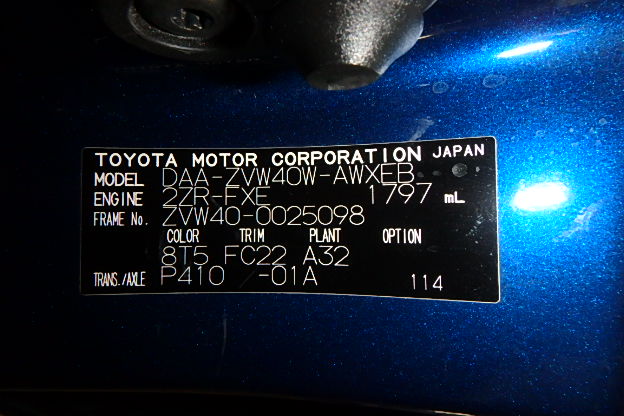 TOYOTA MOTOR CORPORATION JAPAN
MODEL DAA-ZVW40W-AWXEB
ENGINE 2ZR-FXE 1797 mL
FRAME No. ZVW40-0025098
COLOR TRIM PLANT OPTION
8T5 FC22 A32
TRANS./AXLE P410 -01A 114